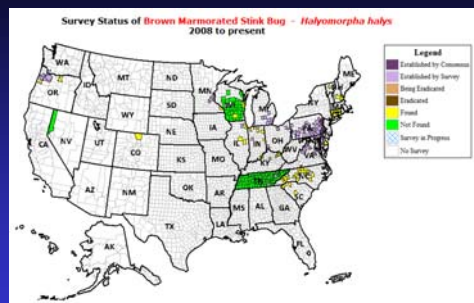 Survey Status of Brown Marmorated Stink Bug - Halyomorpha halys
2008 to present
WA
MT
ND
MN
ME
OR
ID
SD
WI
MI
NY
WY
IA
NE
PA
NV
UT
CO
IL
IN
OH
WV
VA
CA
KS
MO
KY
NC
TN
AZ
NM
OK
AR
SC
MS
AL
GA
TX
LA
FL
AK
Legend
Established by Consensus
Established by Survey
Being Eradicated
Eradicated
Found
Not Found
Survey in Progress
No Survey